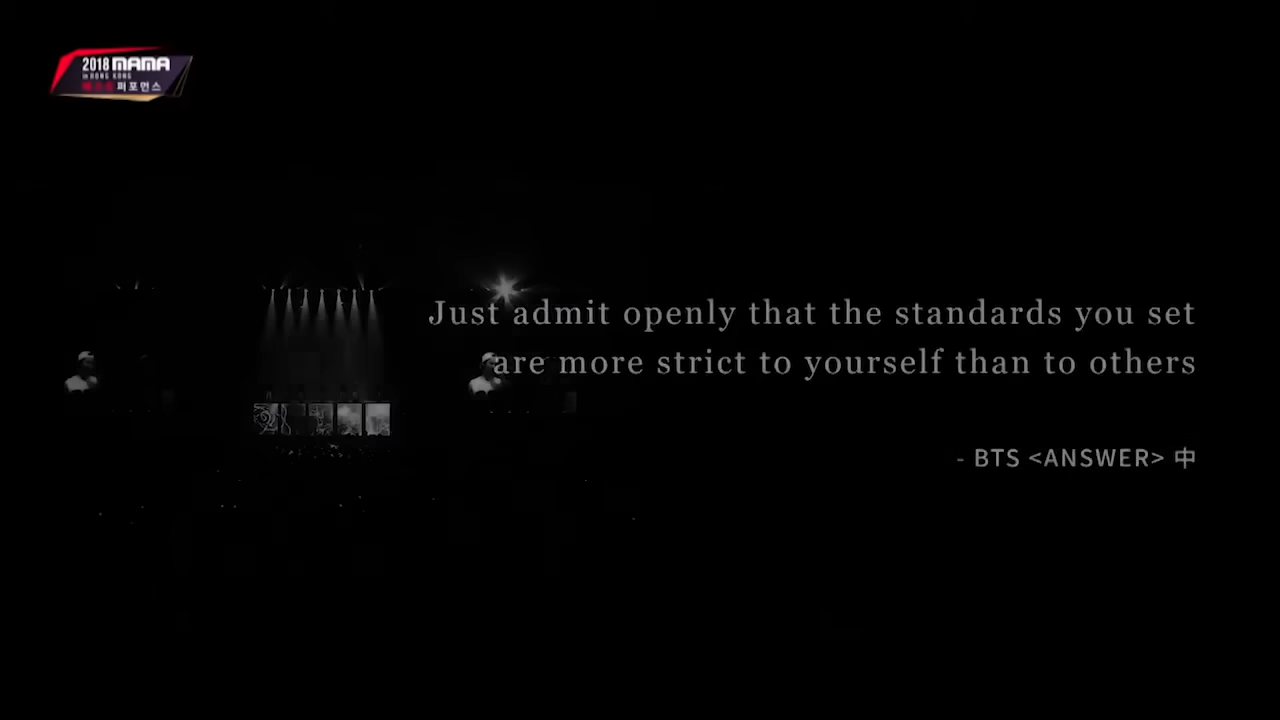 2018 MAMA
in HONG KONG
퍼포먼스
Just admit openly that the standards you set
are more strict to yourself than to others
- BTS <ANSWER> 中